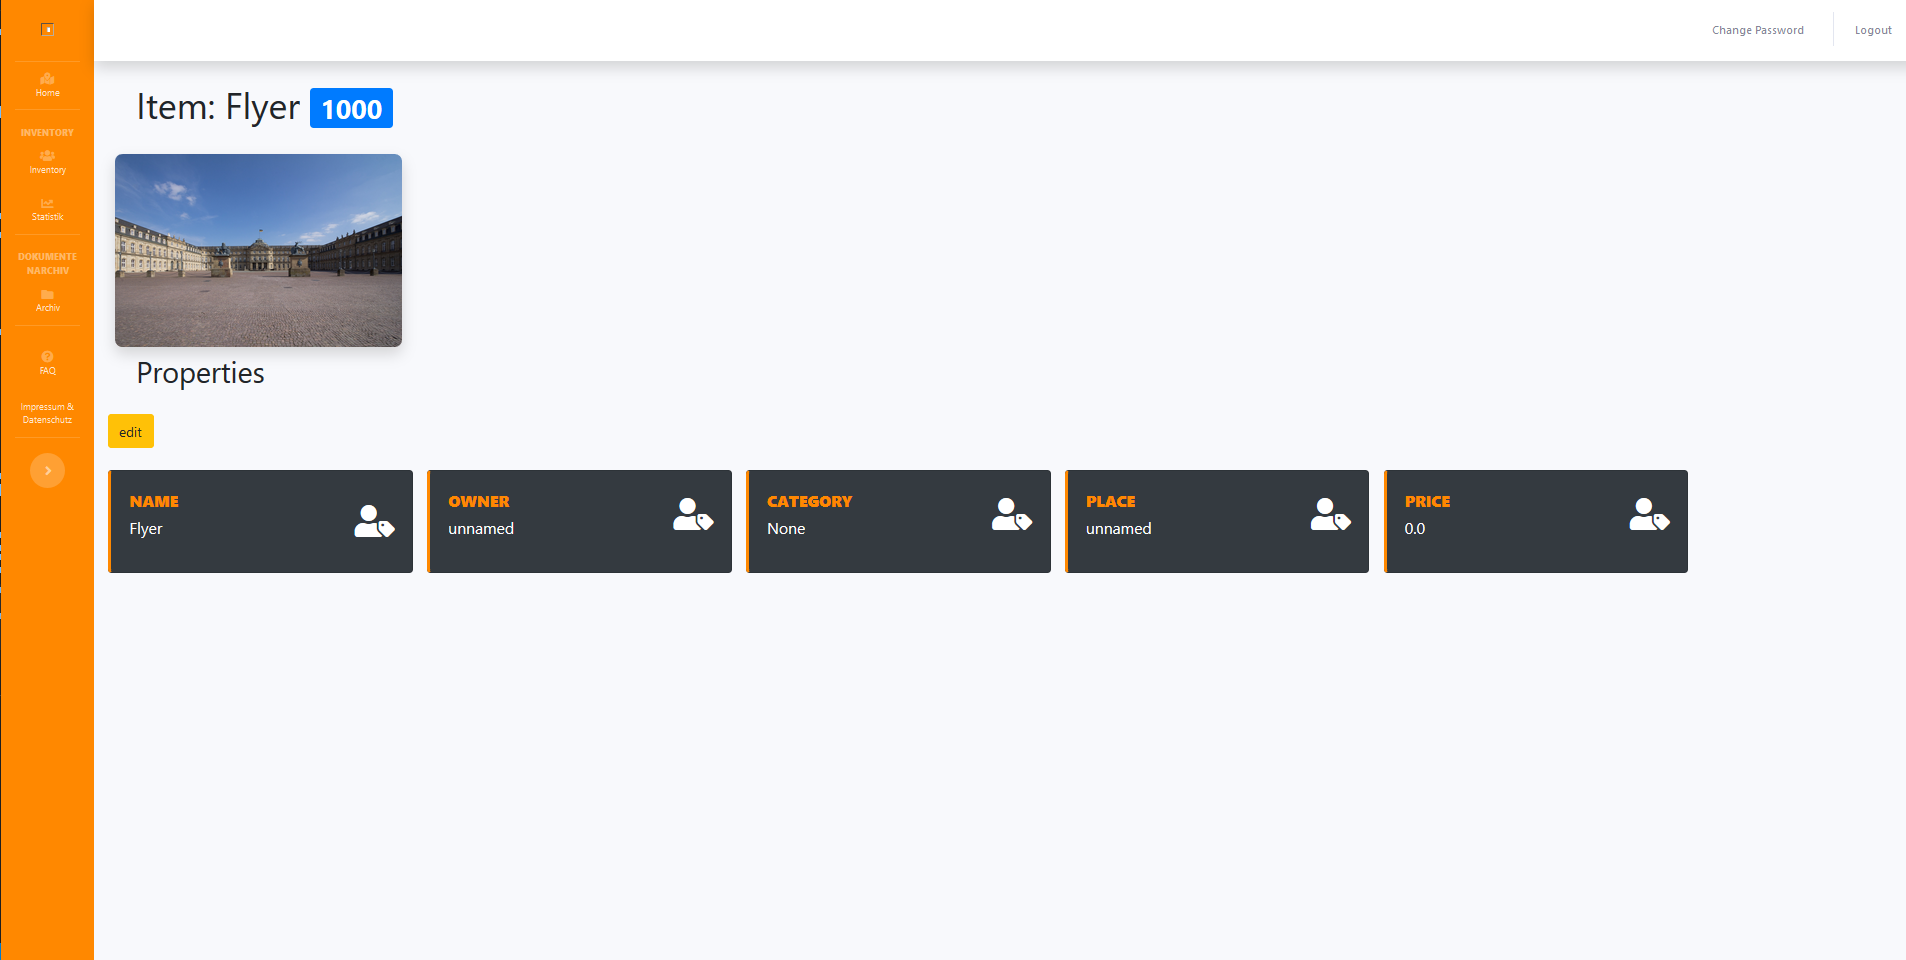 Change Password
Logout
Home
INVENTORY
Inventory
Statistik
DOKUMENTE
NARCHIV
Archiv
FAQ
Impressum &
Datenschutz
Item: Flyer 1000
Properties
edit
NAME
Flyer
OWNER
unnamed
CATEGORY
None
PLACE
unnamed
PRICE
0.0